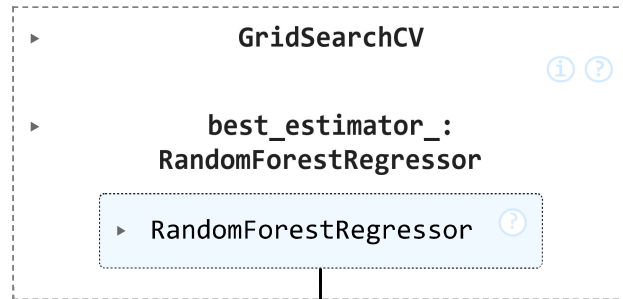 GridSearchCV
i ?
best_estimator_:
RandomForestRegressor
RandomForestRegressor ?